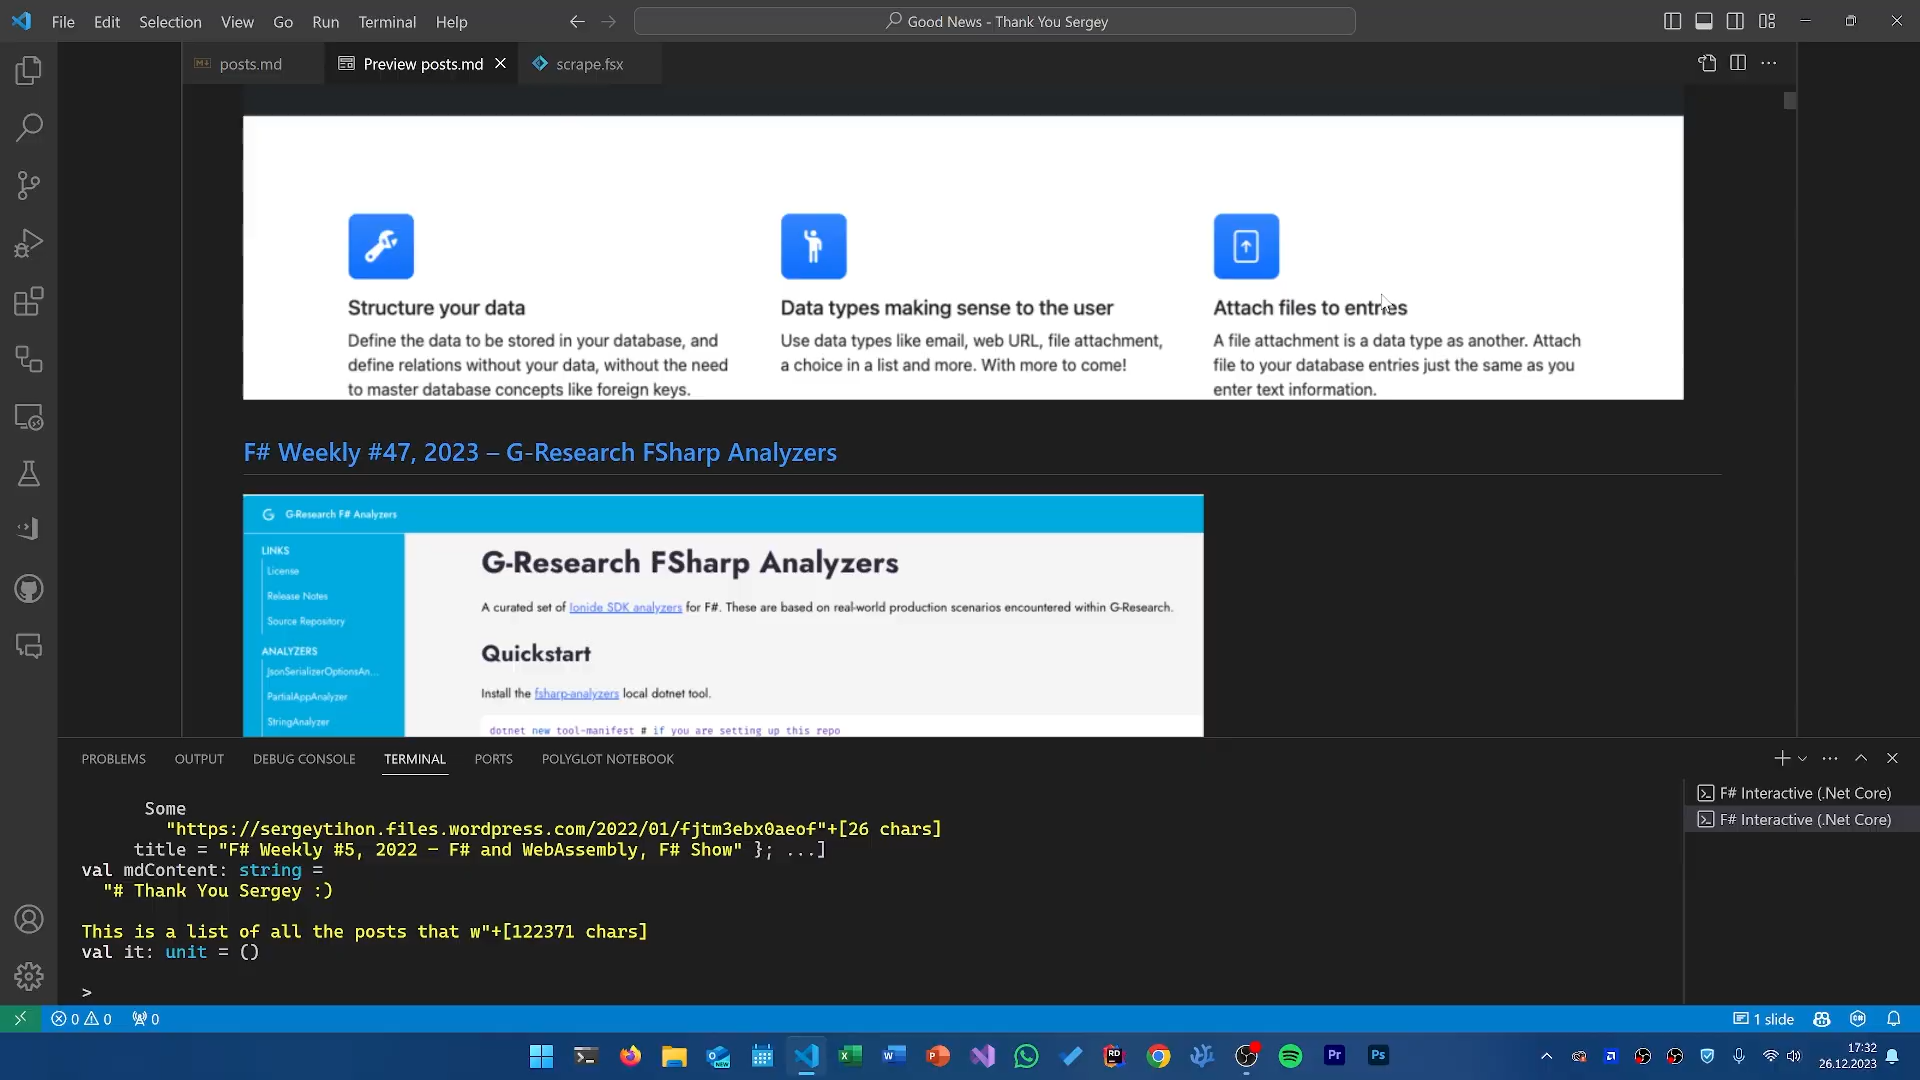 File Edit Selection View Go Run Terminal Help
Good News - Thank You Sergey
posts.md
Preview posts.md
scrape.fsx
Structure your data
Define the data to be stored in your database, and
define relations without your data, without the need
to master database concepts like foreign keys.
Data types making sense to the user
Use data types like email, web URL, file attachment,
a choice in a list and more. With more to come!
Attach files to entries
A file attachment is a data type as another. Attach
file to your database entries just the same as you
enter text information.
F# Weekly #47, 2023 – G-Research FSharp Analyzers
G-Research F# Analyzers
LINKS
License
Release Notes
Source Repository
ANALYZERS
JsonSerializerOptionsAn...
PartialAppAnalyzer
StringAnalyzer
G-Research FSharp Analyzers
A curated set of Ionide SDK analyzers for F#. These are based on real-world production scenarios encountered within G-Research.
Quickstart
Install the fsharp-analyzers local dotnet tool.
dotnet new tool-manifest # if you are setting up this repo
PROBLEMS OUTPUT DEBUG CONSOLE TERMINAL PORTS POLYGLOT NOTEBOOK
Some
"https://sergeytihon.files.wordpress.com/2022/01/fjtm3ebx0aeof"+[26 chars]
title = "F# Weekly #5, 2022 – F# and WebAssembly, F# Show" }; ...]
val mdContent: string =
"# Thank You Sergey :)
This is a list of all the posts that w"+[122371 chars]
val it: unit = ()
>
F# Interactive (.Net Core)
F# Interactive (.Net Core)
0 0 0
1 slide
17:32
26.12.2023